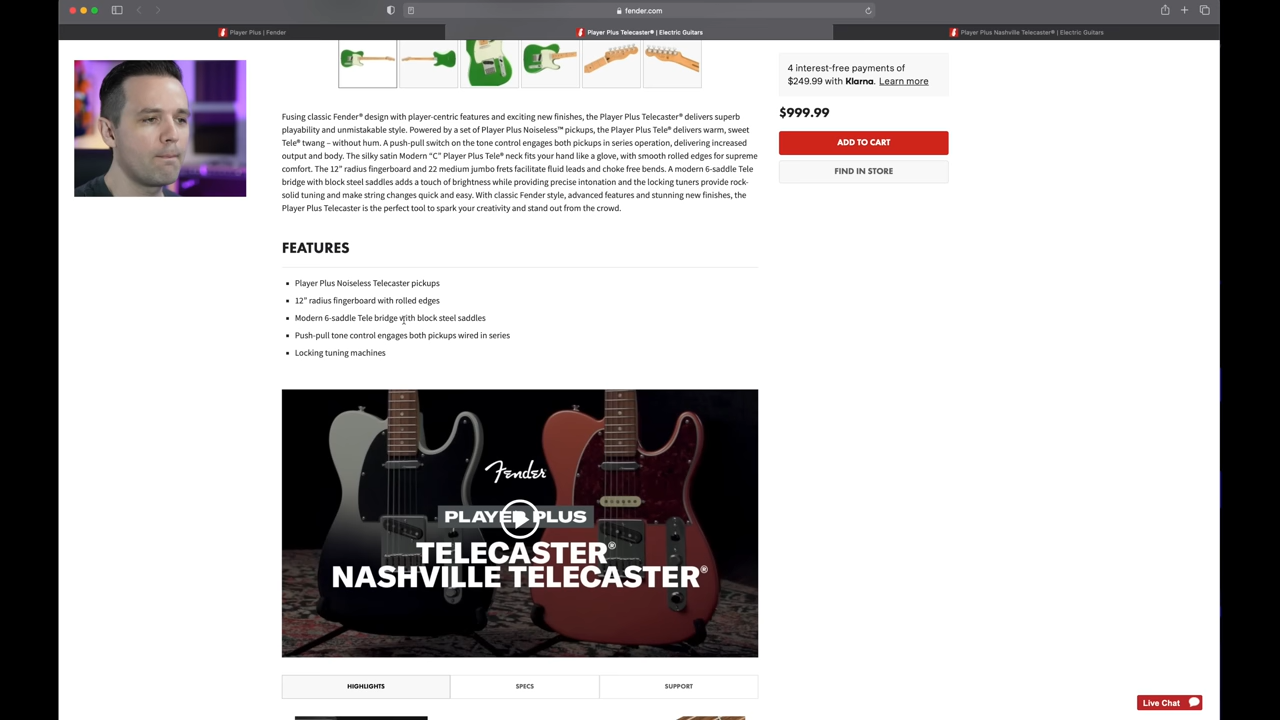 fender.com
Player Plus | Fender
Player Plus Telecaster® | Electric Guitars
Player Plus Nashville Telecaster® | Electric Guitars
4 interest-free payments of
$249.99 with Klarna. Learn more
$999.99
ADD TO CART
FIND IN STORE
Fusing classic Fender® design with player-centric features and exciting new finishes, the Player Plus Telecaster® delivers superb
playability and unmistakable style. Powered by a set of Player Plus Noiseless™ pickups, the Player Plus Tele® delivers warm, sweet
Tele® twang – without hum. A push-pull switch on the tone control engages both pickups in series operation, delivering increased
output and body. The silky satin Modern “C” Player Plus Tele® neck fits your hand like a glove, with smooth rolled edges for supreme
comfort. The 12” radius fingerboard and 22 medium jumbo frets facilitate fluid leads and choke free bends. A modern 6-saddle Tele
bridge with block steel saddles adds a touch of brightness while providing precise intonation and the locking tuners provide rock-
solid tuning and make string changes quick and easy. With classic Fender style, advanced features and stunning new finishes, the
Player Plus Telecaster is the perfect tool to spark your creativity and stand out from the crowd.
FEATURES
Player Plus Noiseless Telecaster pickups
12” radius fingerboard with rolled edges
Modern 6-saddle Tele bridge with block steel saddles
Push-pull tone control engages both pickups wired in series
Locking tuning machines
Fender
PLAYER PLUS
TELECASTER®
NASHVILLE TELECASTER®
HIGHLIGHTS
SPECS
SUPPORT
Live Chat